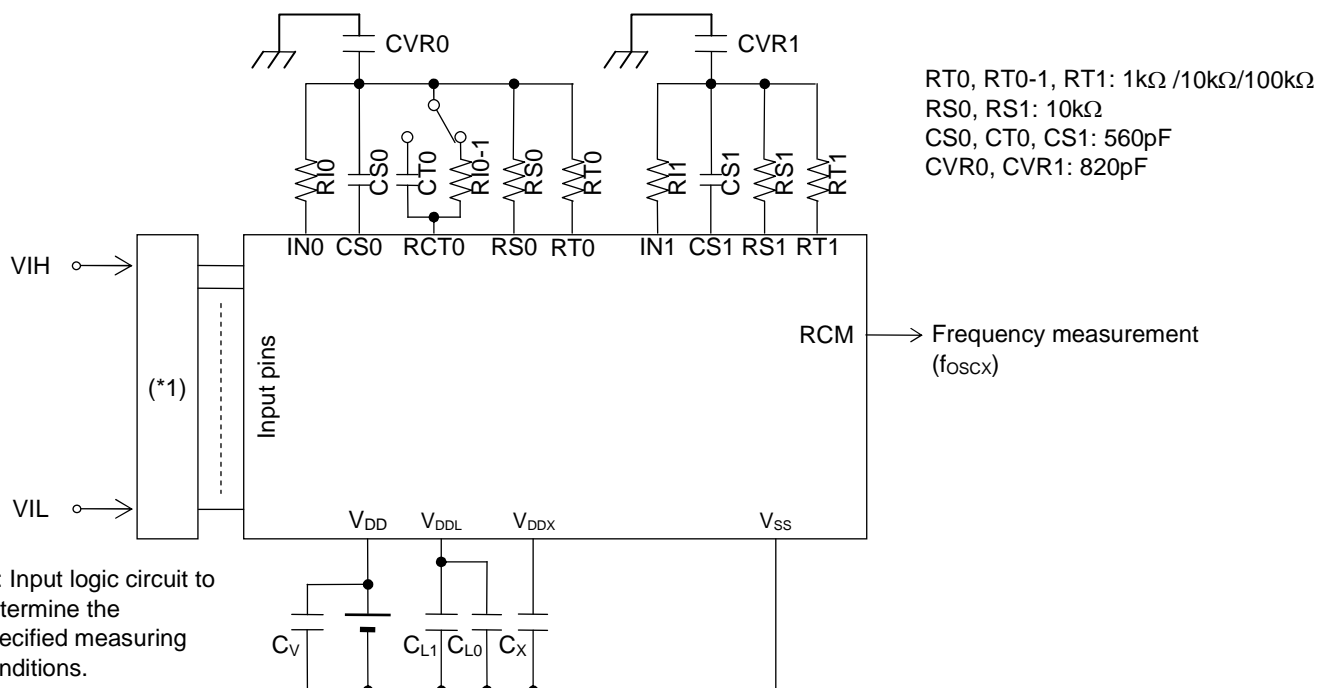 CVR0
CVR1
RT0, RT0-1, RT1: 1kΩ /10kΩ/100kΩ
RS0, RS1: 10kΩ
CS0, CT0, CS1: 560pF
CVR0, CVR1: 820pF
RI0
CS0
CT0
RI0-1
RS0
RT0
RI1
CS1
RS1
RT1
IN0 CS0 RCT0 RS0 RT0
IN1 CS1 RS1 RT1
VIH
VIL
(*1)
Input pins
RCM
Frequency measurement
(fOSCX)
VDD VDDL VDDX VSS
: Input logic circuit to
termine the
ecified measuring
nditions.
CV
CL1 CL0 CX